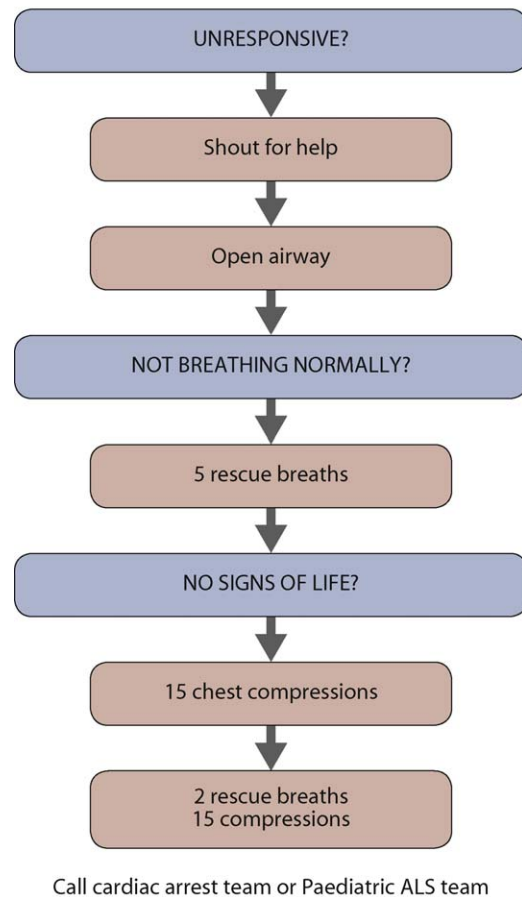 UNRESPONSIVE?
Shout for help
Open airway
NOT BREATHING NORMALLY?
5 rescue breaths
NO SIGNS OF LIFE?
15 chest compressions
2 rescue breaths
15 compressions
Call cardiac arrest team or Paediatric ALS team